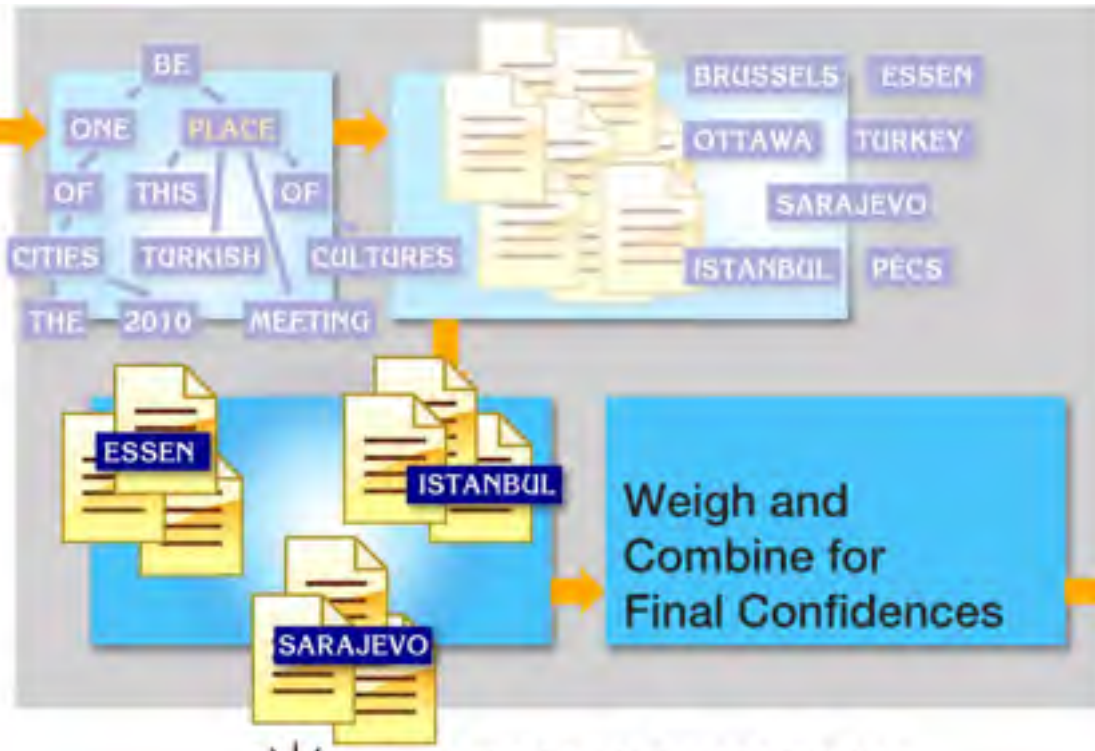 BE
ONE PLACE
OF THIS OF
CITIES TURKISH CULTURES
THE 2010 MEETING
BRUSSELS ESSEN
OTTAWA TURKEY
SARAJEVO
ISTANBUL PÉCS
ESSEN
ISTANBUL
SARAJEVO
Weigh and
Combine for
Final Confidences